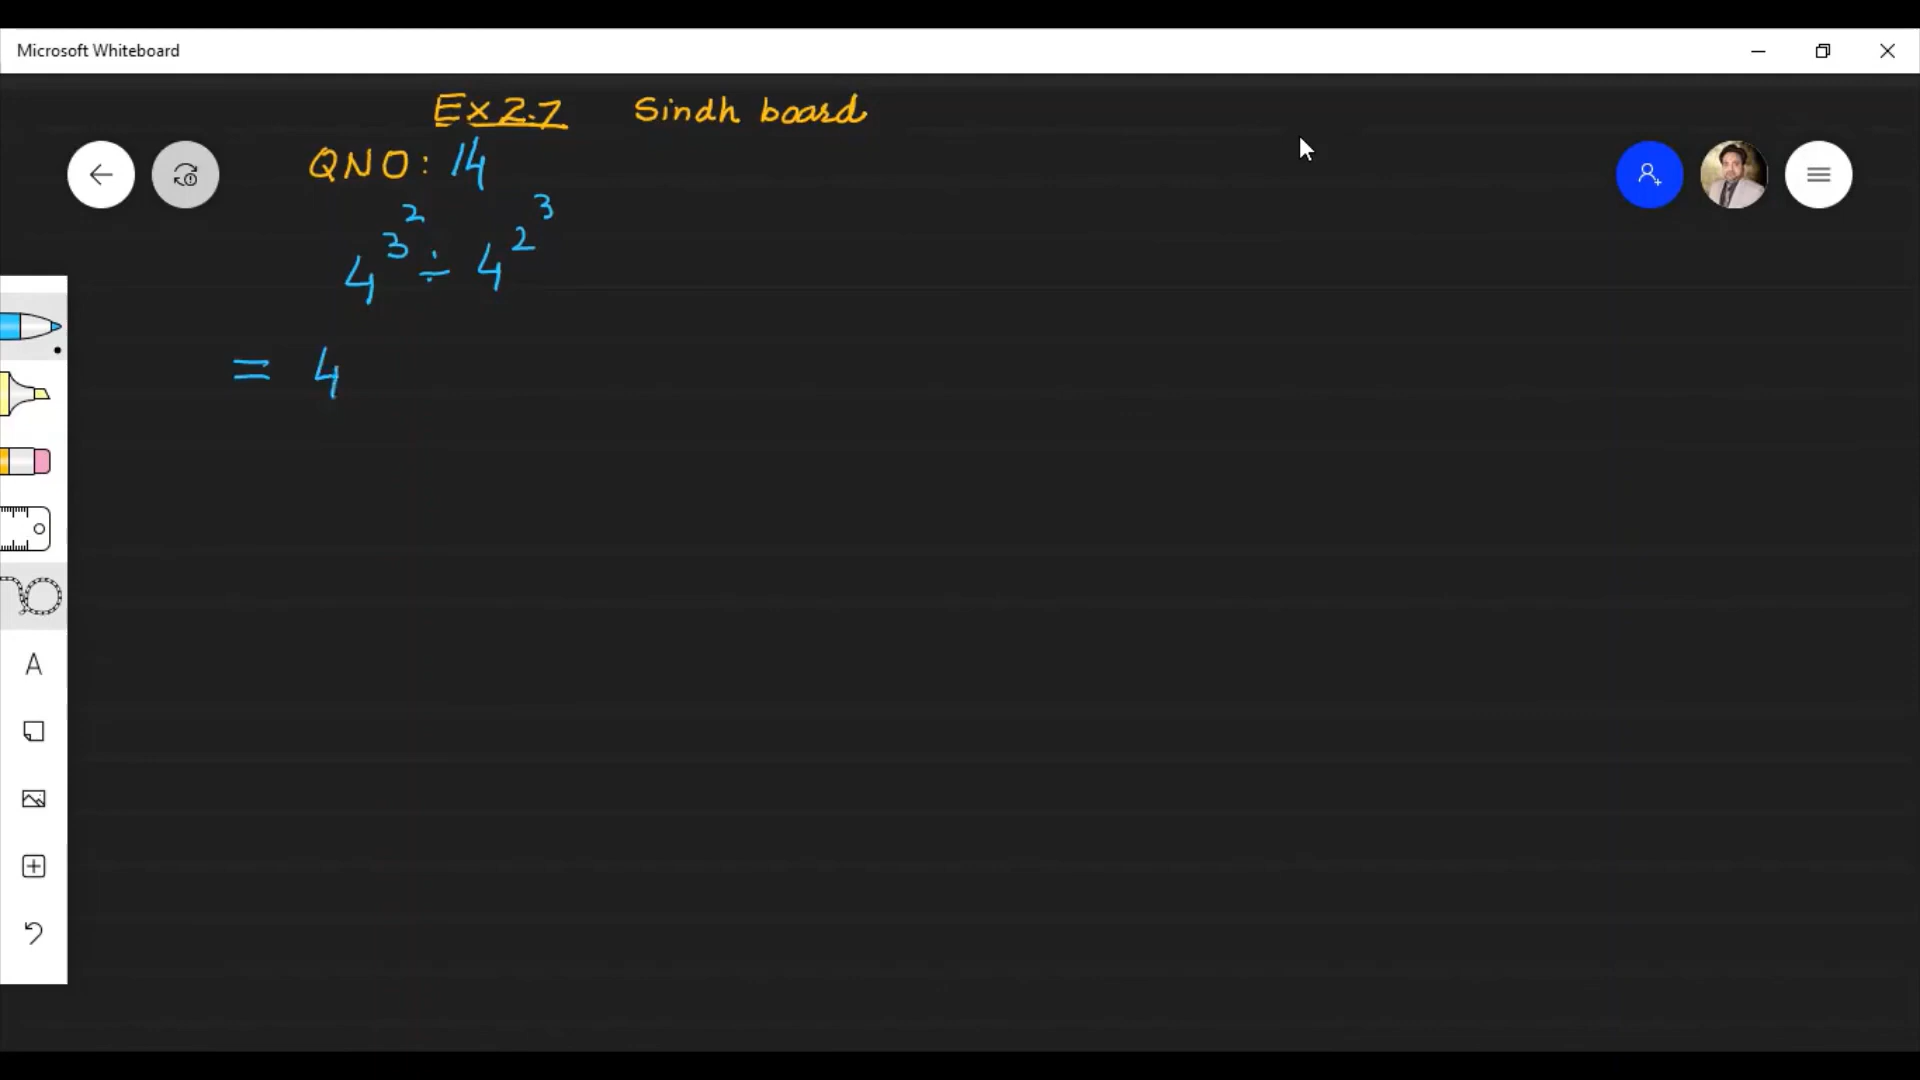 Microsoft Whiteboard
Ex 2.7 Sindh board
QNO: 14
4^3^2 ÷ 4^2^3
= 4
A